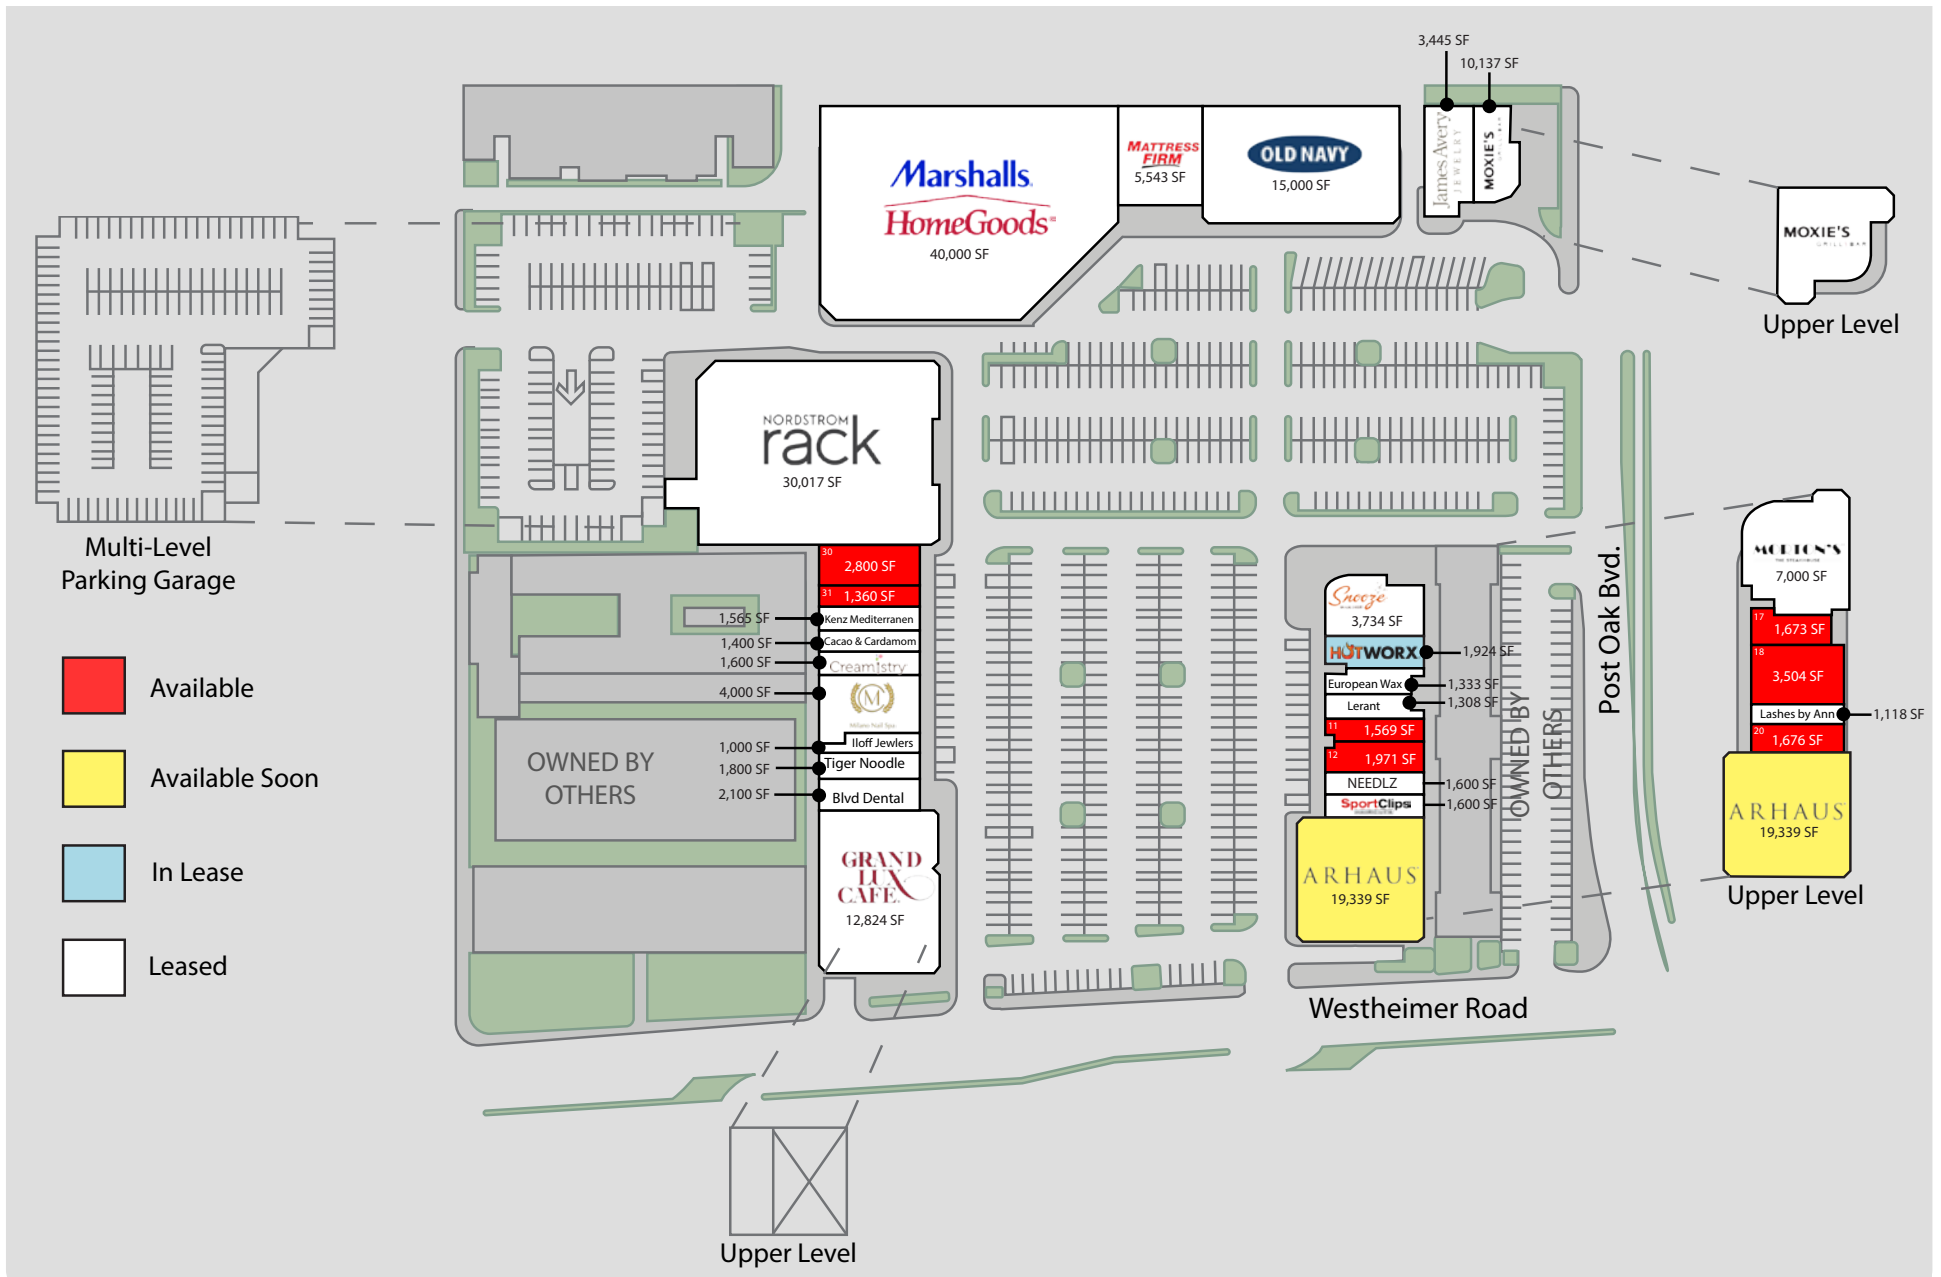 3,445 SF
10,137 SF
Marshalls.
HomeGoods
40,000 SF
MATTRESS
FIRM
5,543 SF
OLD NAVY
15,000 SF
James Avery
JEWELRY
MOXIE'S
MOXIE'S
GRILL + BAR
Upper Level
Multi-Level
Parking Garage
NORDSTROM
rack
30,017 SF
30
2,800 SF
31
1,360 SF
1,565 SF
Kenz Mediterranen
1,400 SF
Cacao & Cardamom
1,600 SF
Creamistry
4,000 SF
M
Milano Nail Spa
1,000 SF
Iloff Jewlers
1,800 SF
Tiger Noodle
2,100 SF
Blvd Dental
GRAND
LUX
CAFE
12,824 SF
OWNED BY
OTHERS
Available
Available Soon
In Lease
Leased
Snooze
3,734 SF
HOTWORX
1,924 SF
European Wax
1,333 SF
Lerant
1,308 SF
11
1,569 SF
12
1,971 SF
NEEDLZ
1,600 SF
SportClips
1,600 SF
ARHAUS
19,339 SF
OWNED BY
OTHERS
Post Oak Bvd.
MORTON'S
7,000 SF
17
1,673 SF
18
3,504 SF
Lashes by Ann
1,118 SF
20
1,676 SF
ARHAUS
19,339 SF
Upper Level
Westheimer Road
Upper Level